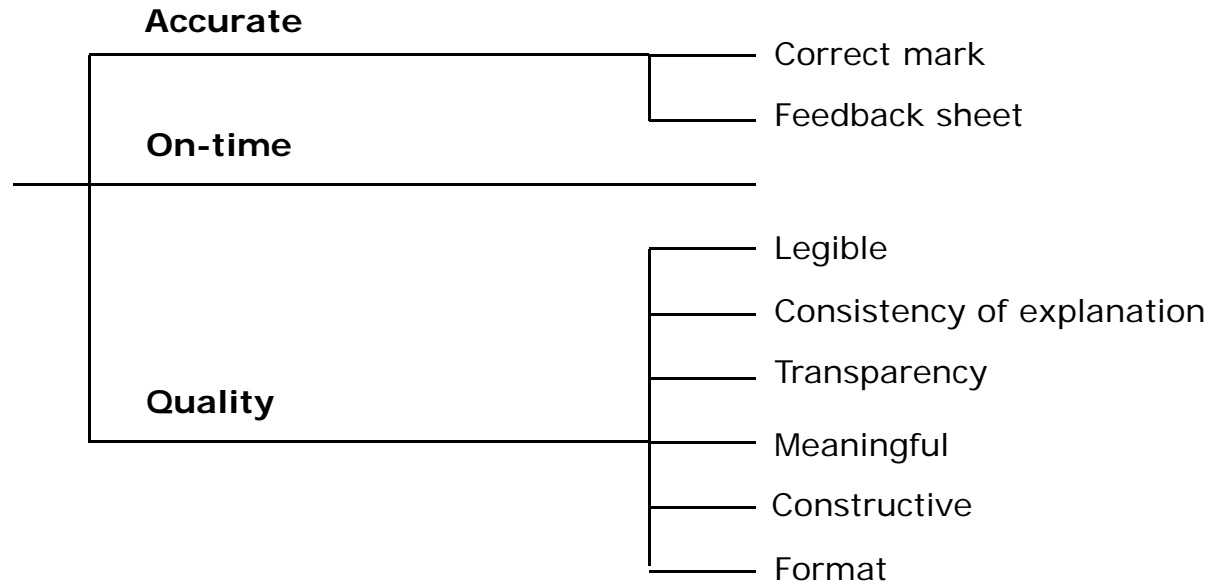 Accurate
Correct mark
Feedback sheet
On-time
Legible
Consistency of explanation
Transparency
Quality
Meaningful
Constructive
Format